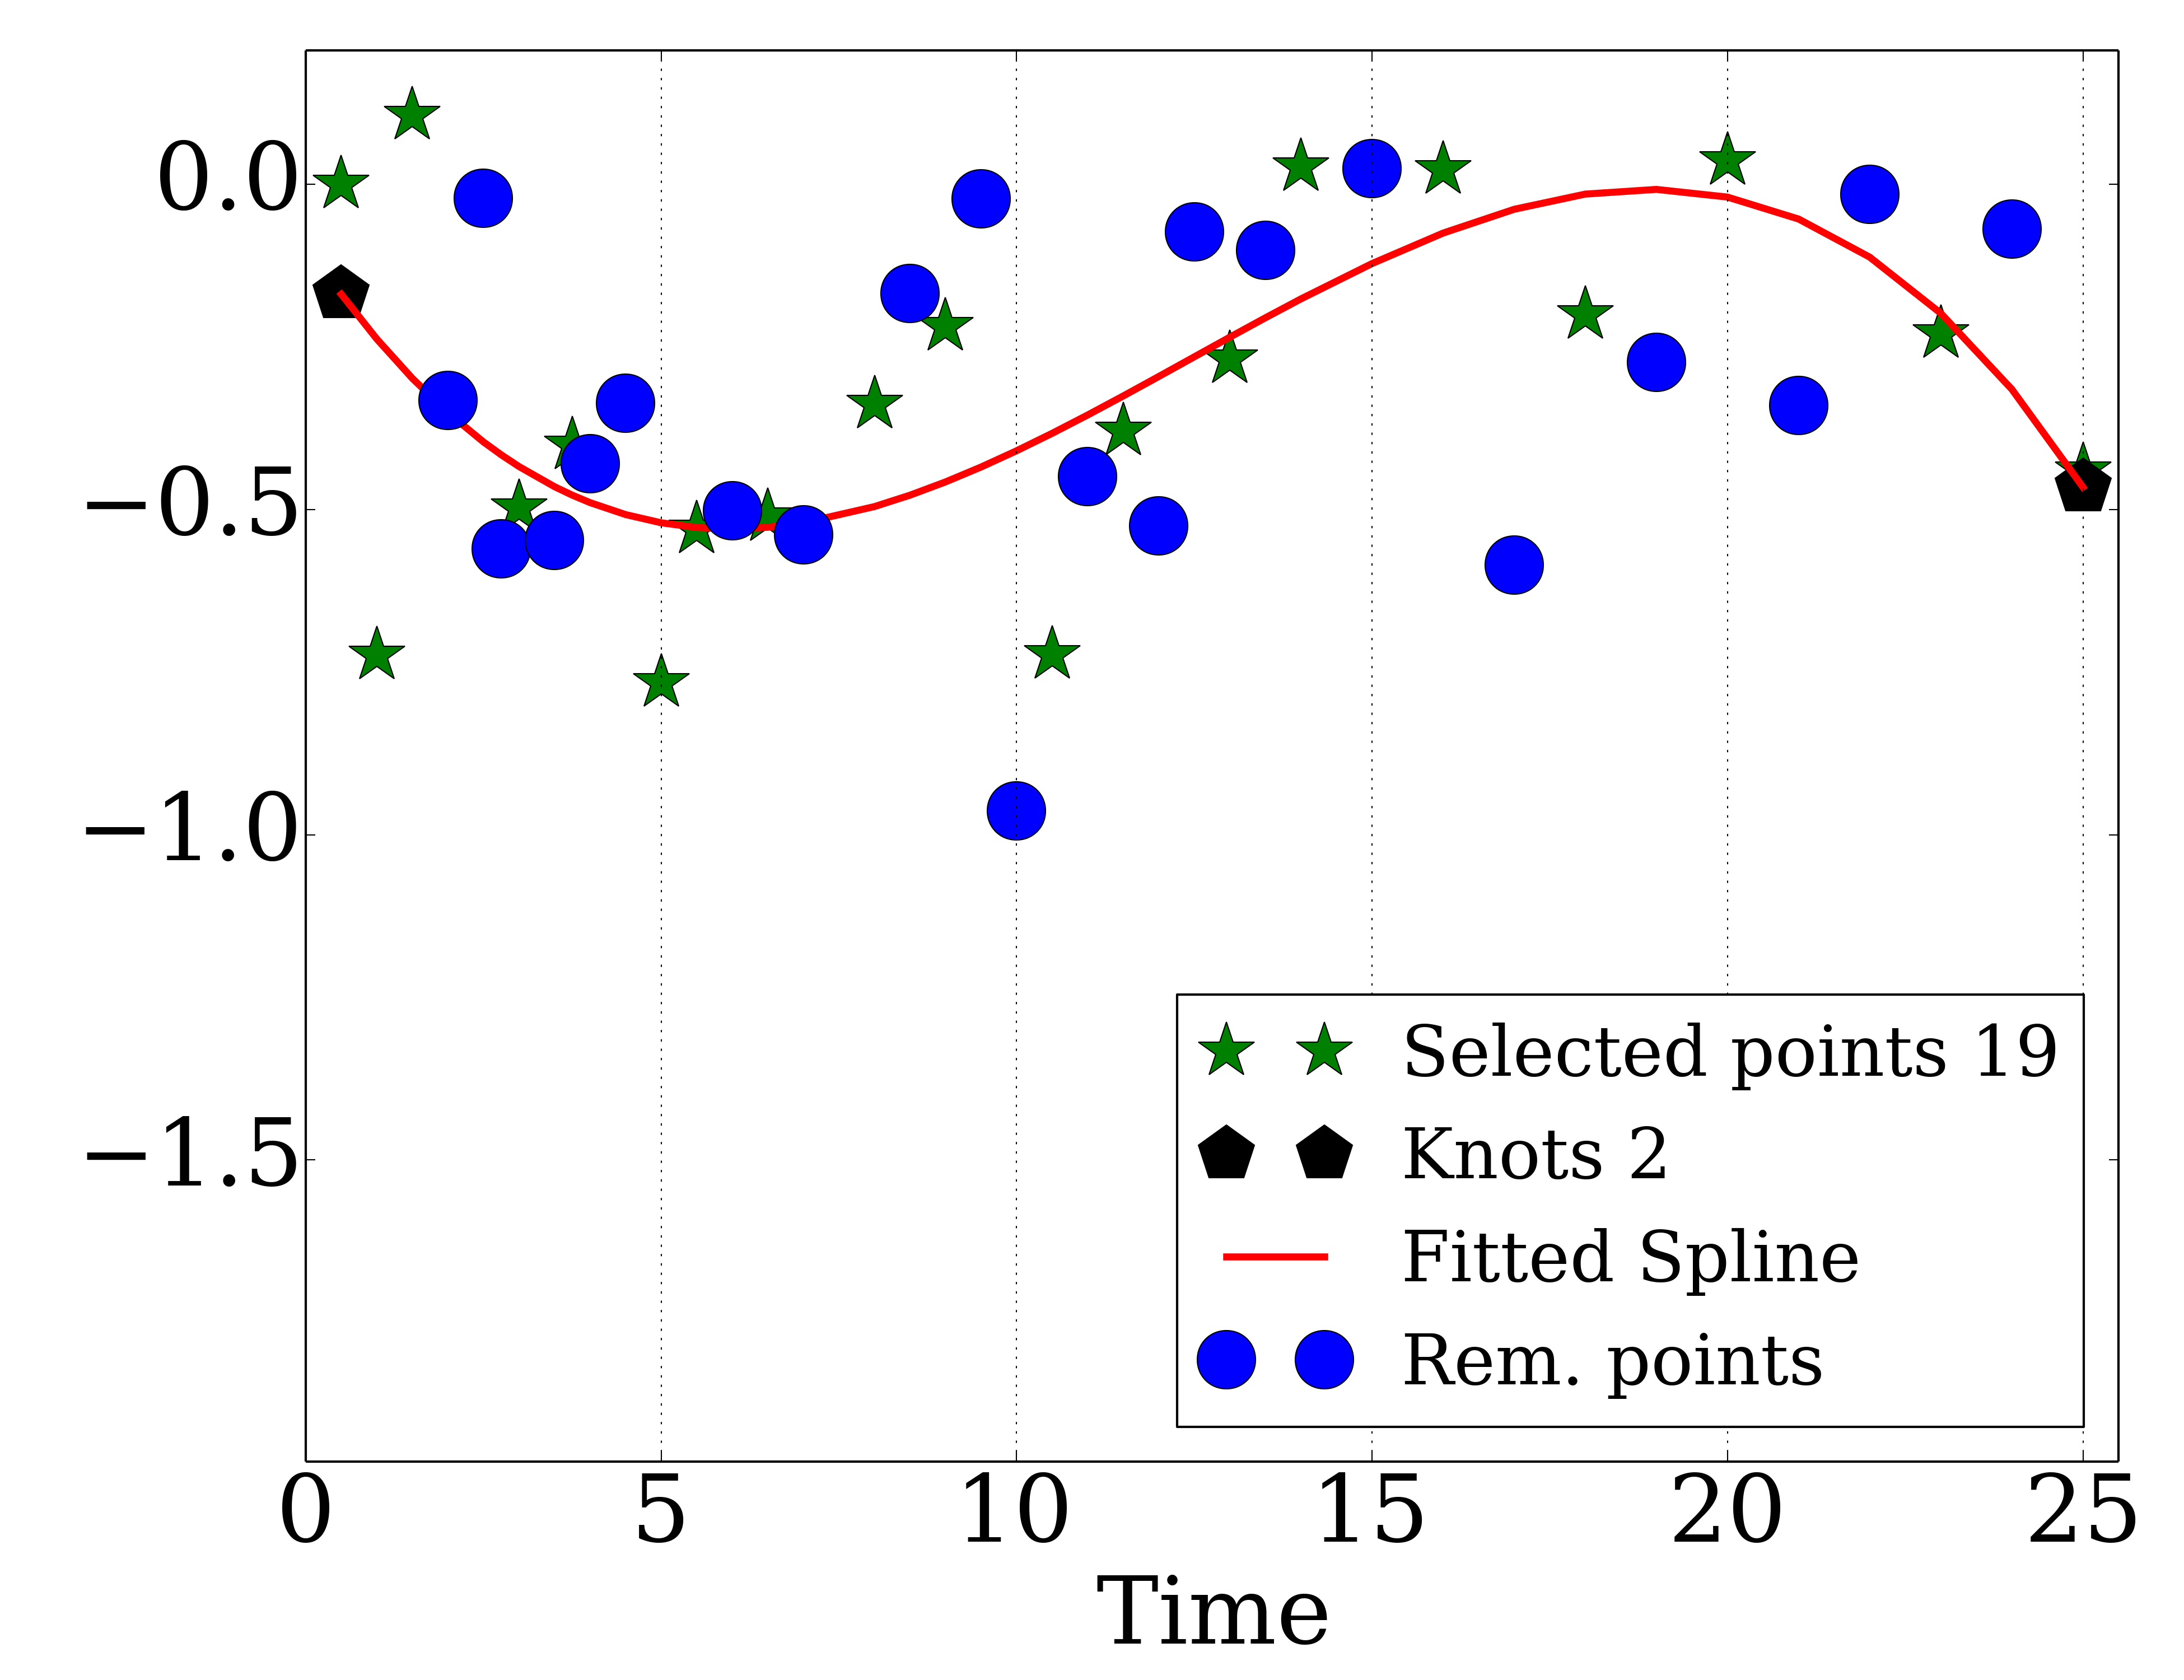 0.0
−0.5
−1.0
−1.5
Selected points 19
Knots 2
Fitted Spline
Rem. points
0 5 10 15 20 25
Time